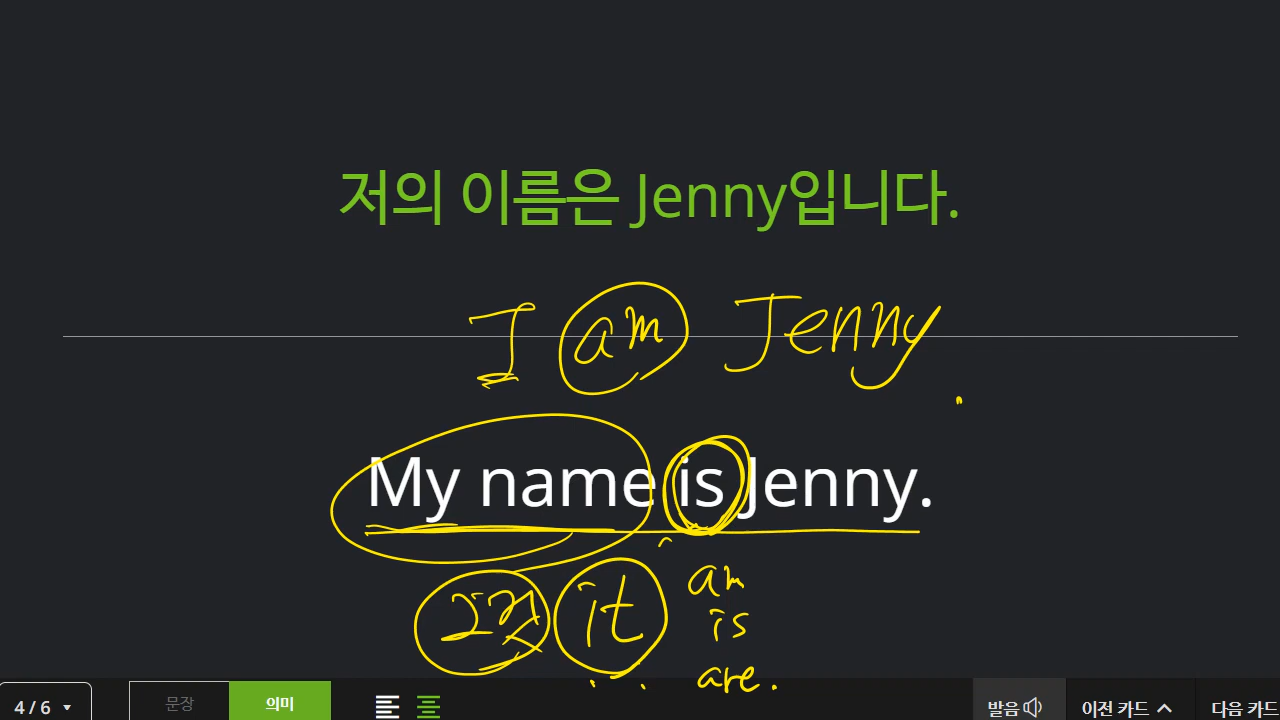 저의 이름은 Jenny입니다.
I am Jenny.
My name is Jenny.
그것 it am
is
are.
4 / 6 문장 의미 발음 이전 카드 다음 카드